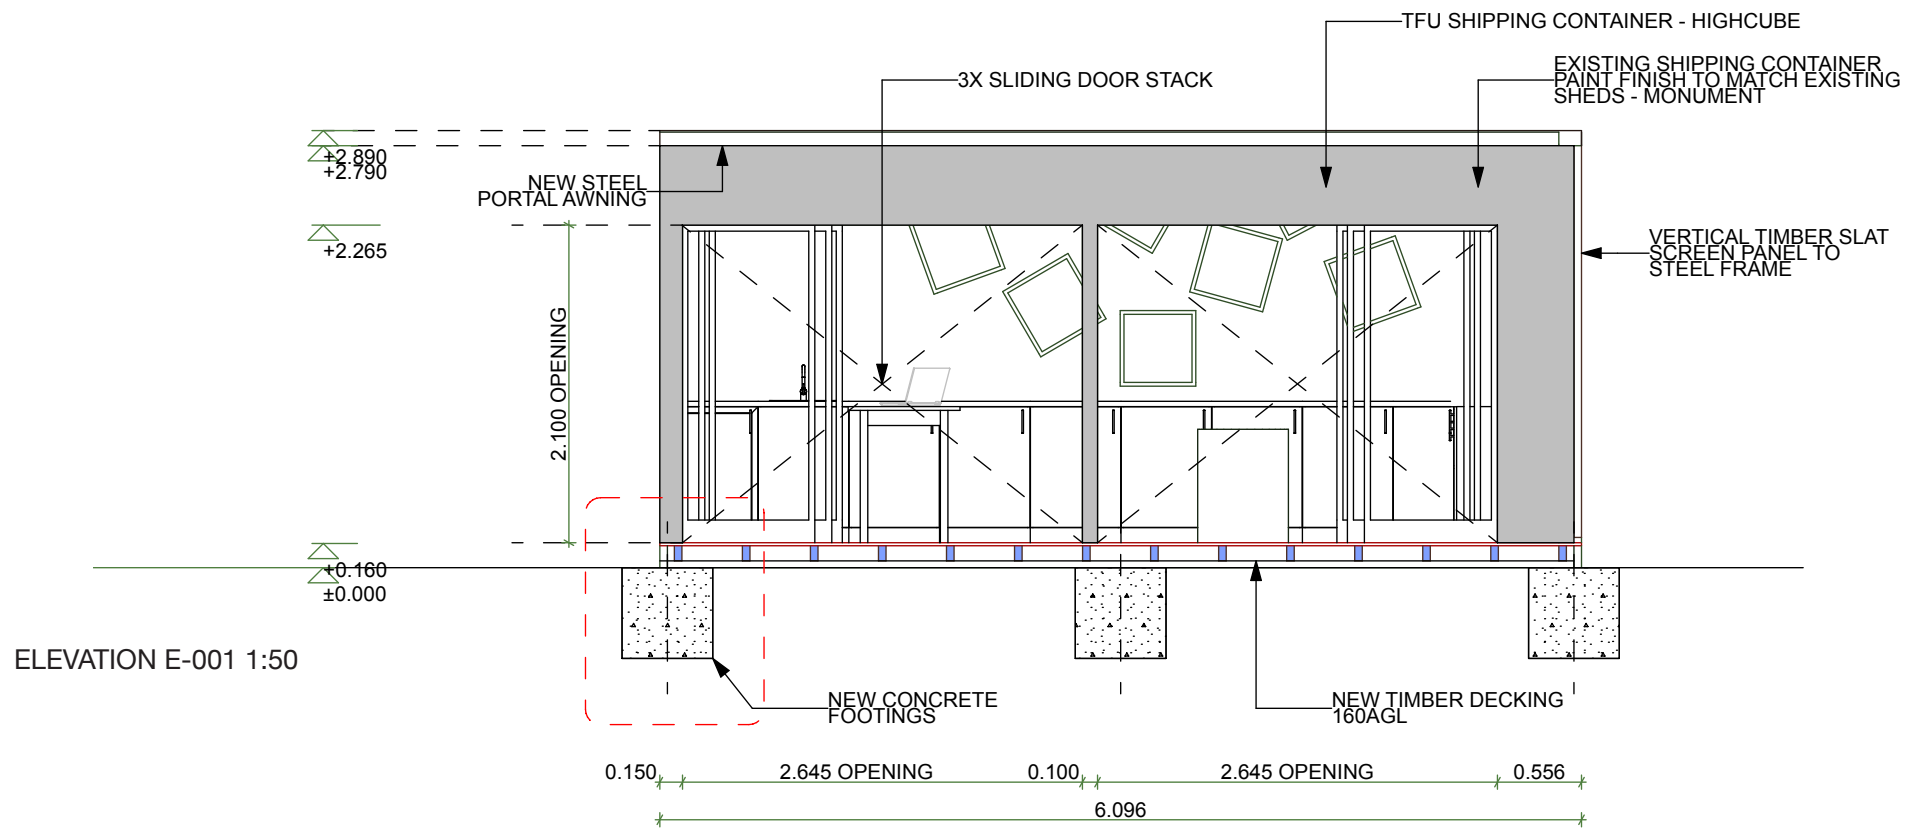 TFU SHIPPING CONTAINER - HIGHCUBE
EXISTING SHIPPING CONTAINER
PAINT FINISH TO MATCH EXISTING
SHEDS - MONUMENT
3X SLIDING DOOR STACK
+2.890
+2.790
NEW STEEL
PORTAL AWNING
+2.265
VERTICAL TIMBER SLAT
SCREEN PANEL TO
STEEL FRAME
2.100 OPENING
+0.160
±0.000
ELEVATION E-001 1:50
NEW CONCRETE
FOOTINGS
NEW TIMBER DECKING
160AGL
0.150
2.645 OPENING
0.100
2.645 OPENING
0.556
6.096